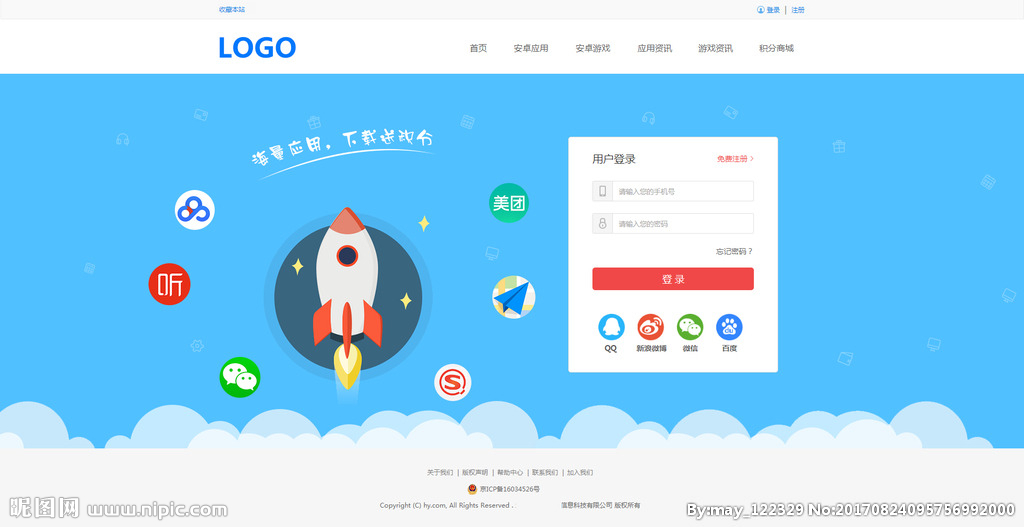 收藏本站
登录 | 注册
LOGO
首页 安卓应用 安卓游戏 应用资讯 游戏资讯 积分商城
海量应用，下载送积分
美团
听
用户登录 免费注册 >
请输入您的手机号
请输入您的密码
忘记密码？
登 录
QQ 新浪微博 微信 百度
关于我们 | 版权声明 | 帮助中心 | 联系我们 | 加入我们
京ICP备16034526号
Copyright (C) hy.com, All Rights Reserved . 信息科技有限公司 版权所有
昵图网 www.nipic.com
By:may_122329 No:20170824095756992000